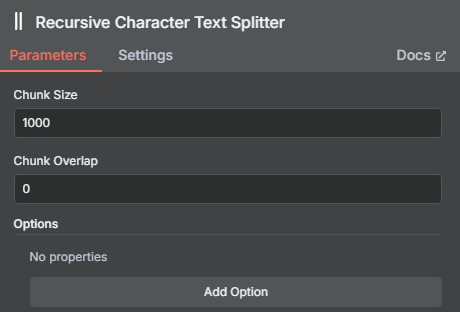 Recursive Character Text Splitter
Parameters Settings Docs
Chunk Size
1000
Chunk Overlap
0
Options
No properties
Add Option